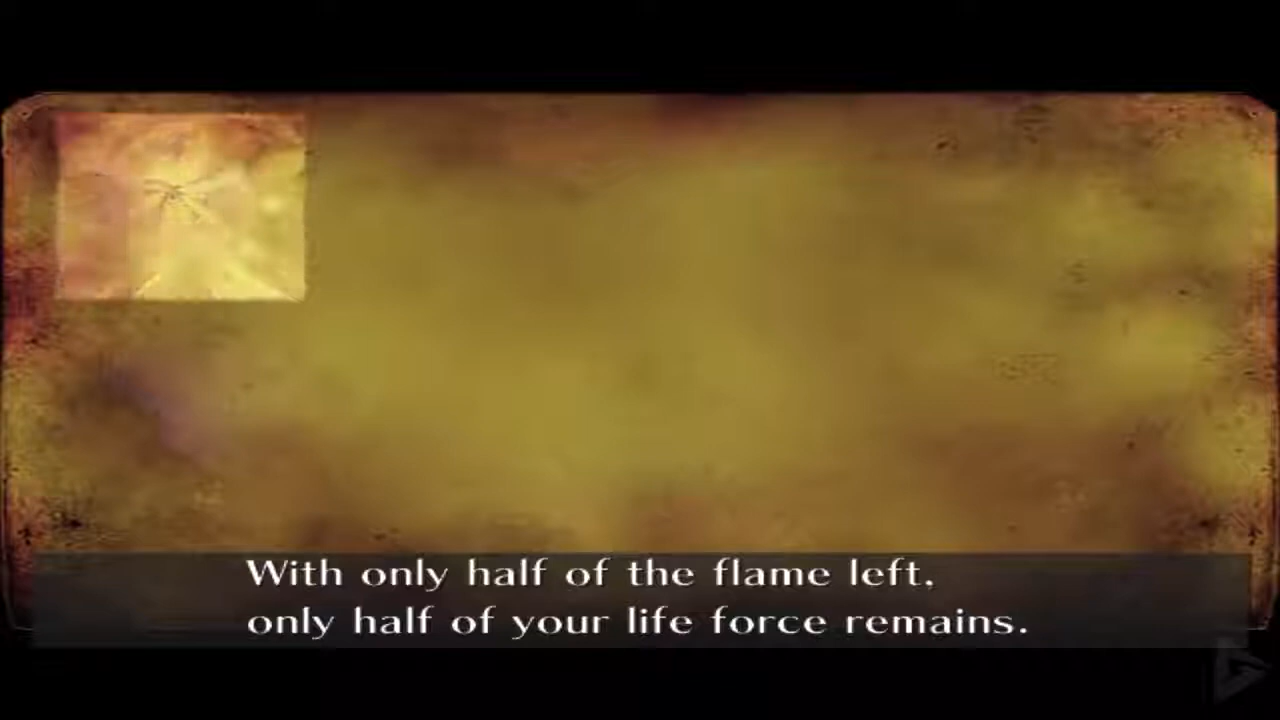 With only half of the flame left,
only half of your life force remains.